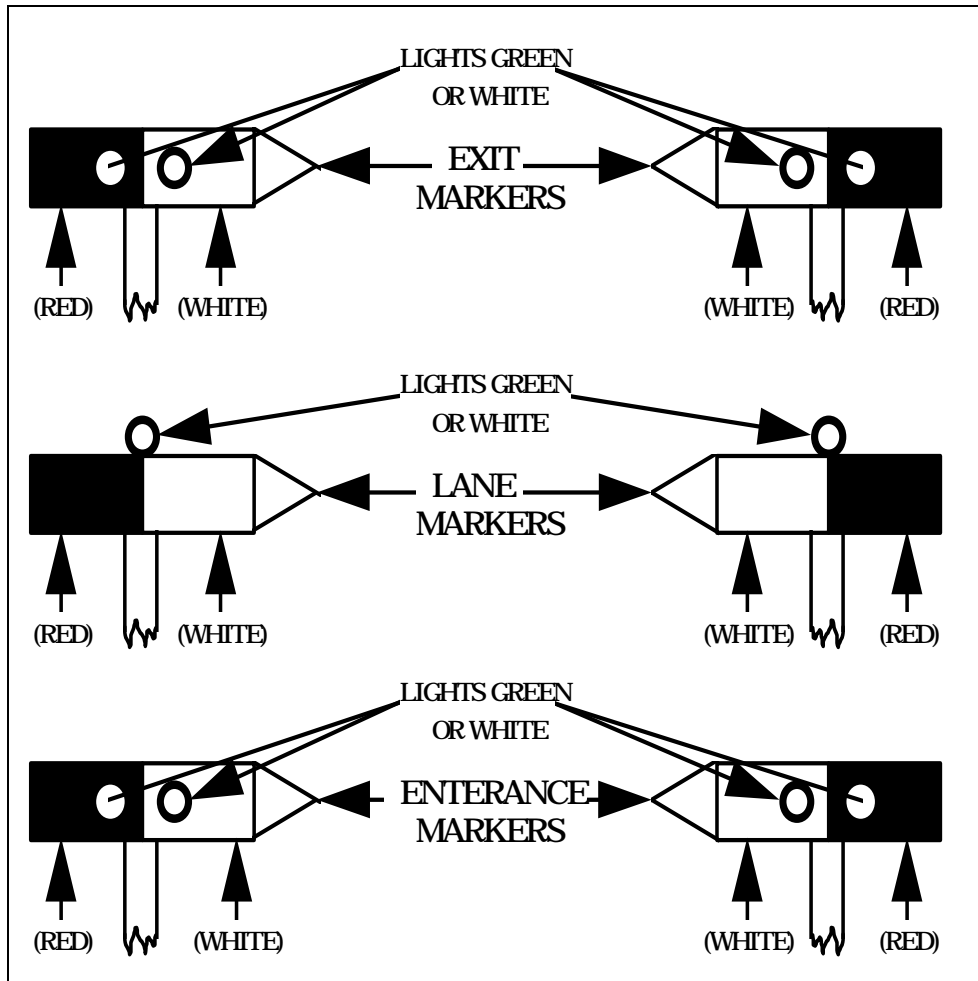 LIGHTS GREEN
OR WHITE
EXIT
MARKERS
(RED) (WHITE) (WHITE) (RED)
LIGHTS GREEN
OR WHITE
LANE
MARKERS
(RED) (WHITE) (WHITE) (RED)
LIGHTS GREEN
OR WHITE
ENTERANCE
MARKERS
(RED) (WHITE) (WHITE) (RED)